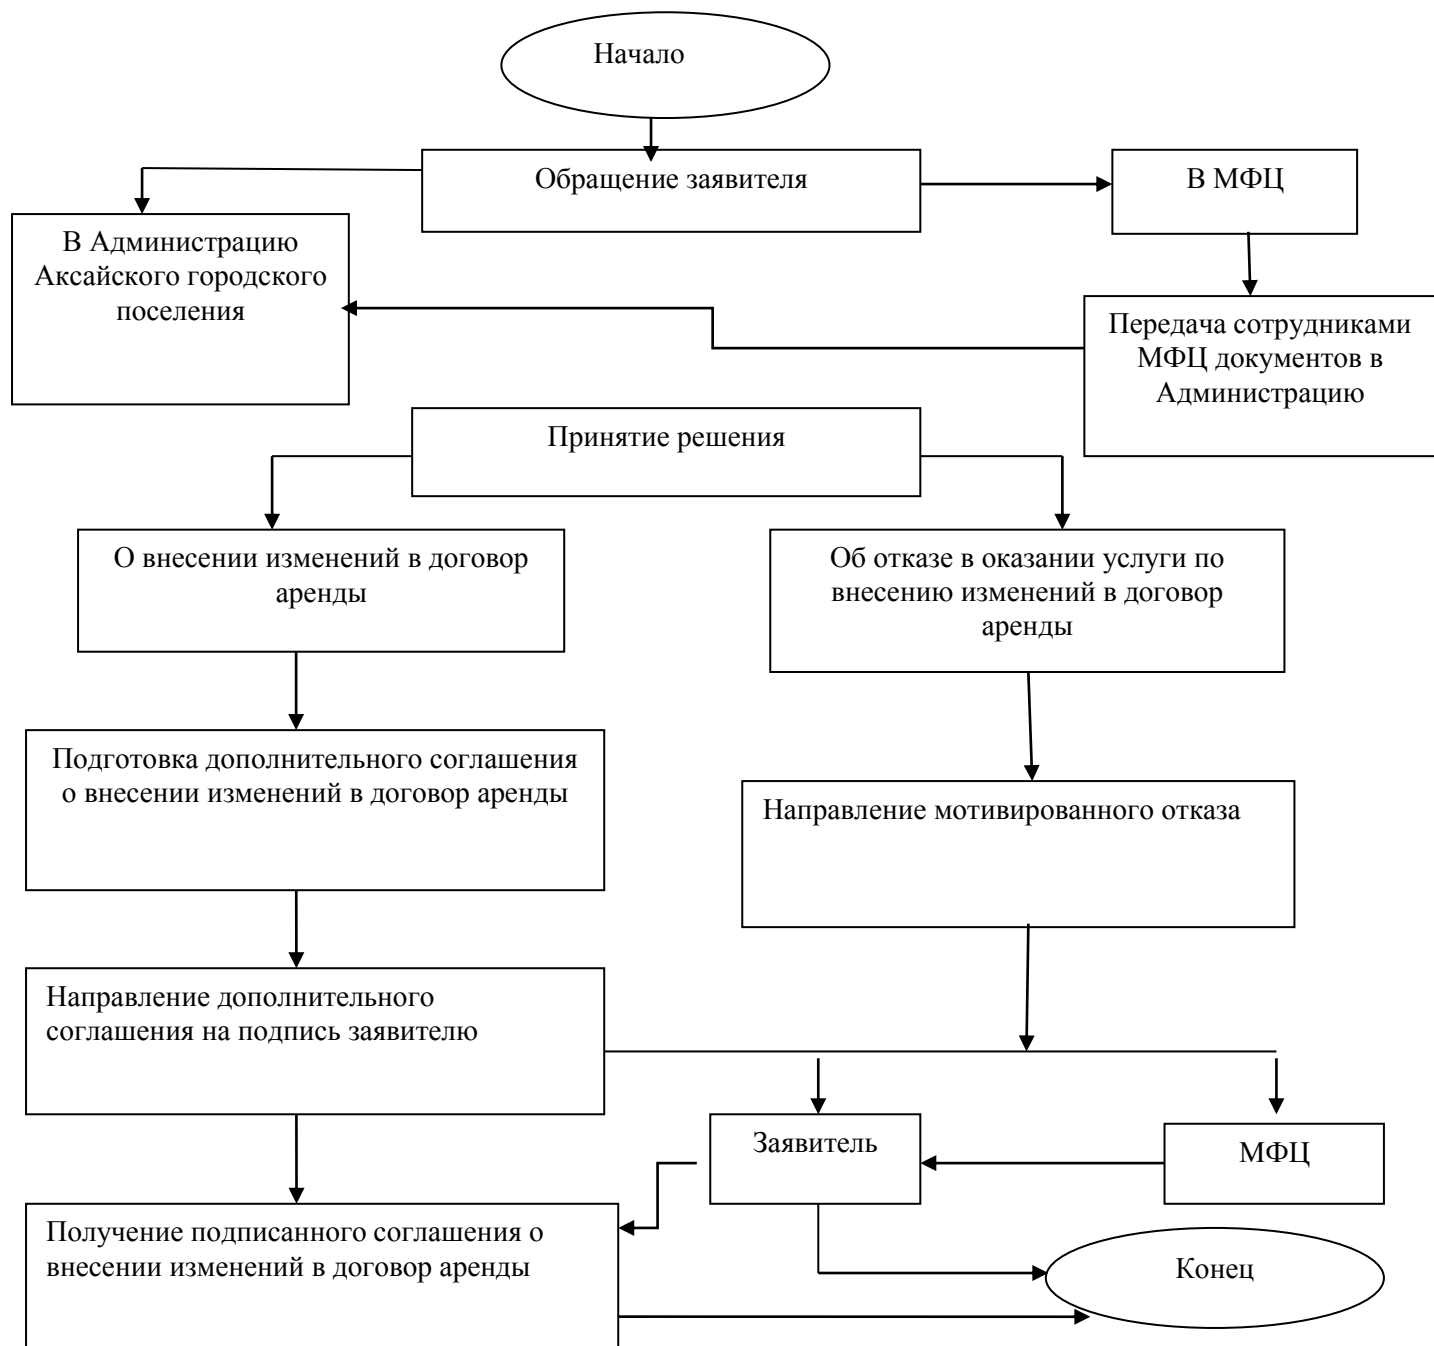 Начало
Обращение заявителя
В МФЦ
В Администрацию
Аксайского городского
поселения
Передача сотрудниками
МФЦ документов в
Администрацию
Принятие решения
О внесении изменений в договор
аренды
Об отказе в оказании услуги по
внесению изменений в договор
аренды
Подготовка дополнительного соглашения
о внесении изменений в договор аренды
Направление мотивированного отказа
Направление дополнительного
соглашения на подпись заявителю
Заявитель
МФЦ
Получение подписанного соглашения о
внесении изменений в договор аренды
Конец